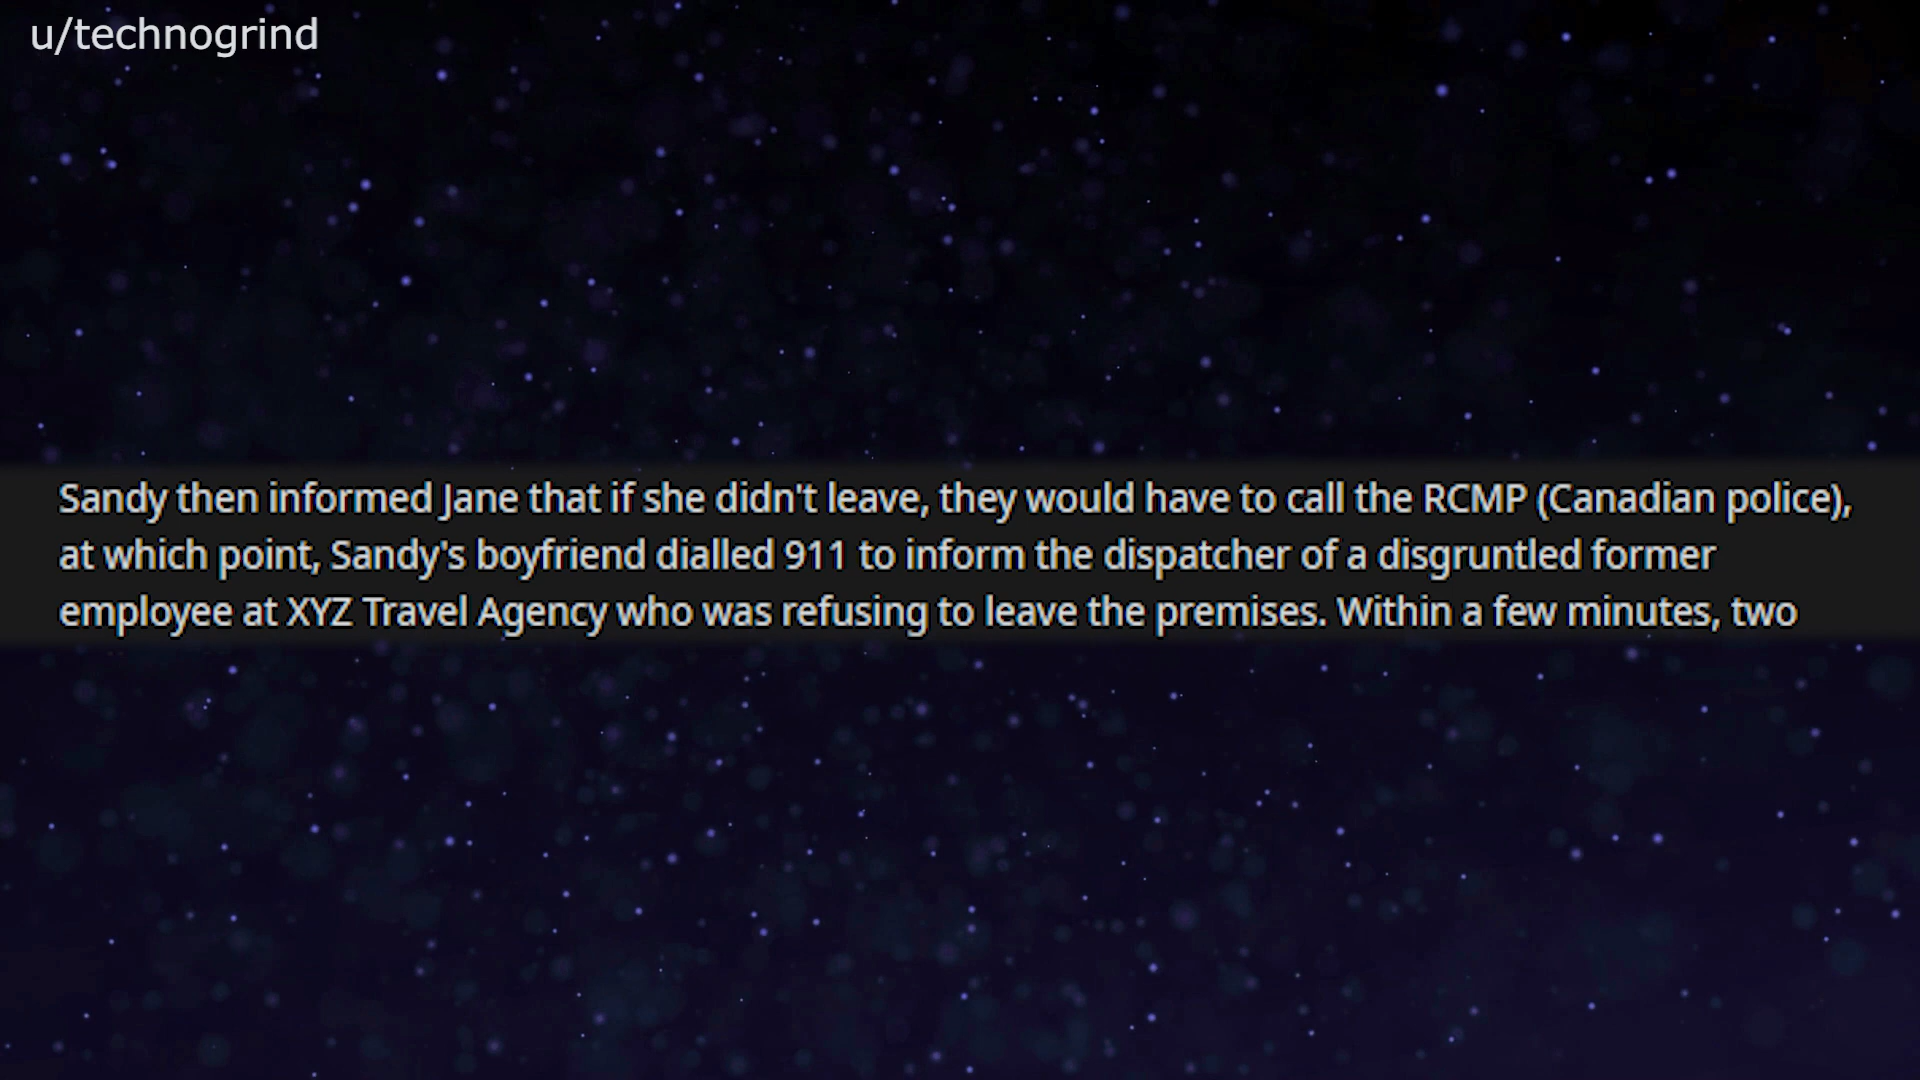 u/technogrind
Sandy then informed Jane that if she didn't leave, they would have to call the RCMP (Canadian police),
at which point, Sandy's boyfriend dialled 911 to inform the dispatcher of a disgruntled former
employee at XYZ Travel Agency who was refusing to leave the premises. Within a few minutes, two